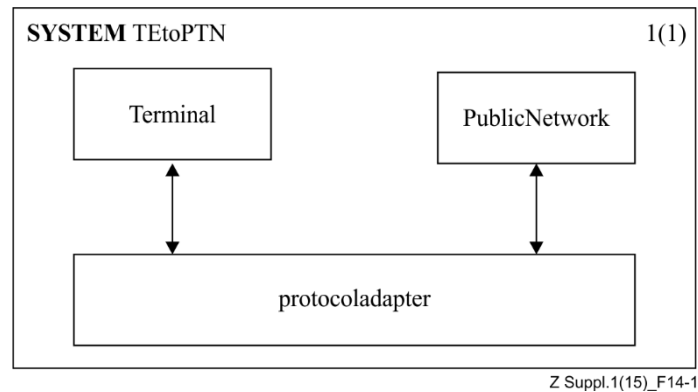 SYSTEM TEtoPTN 1(1)
Terminal
PublicNetwork
protocoladapter
Z Suppl.1(15)_F14-1